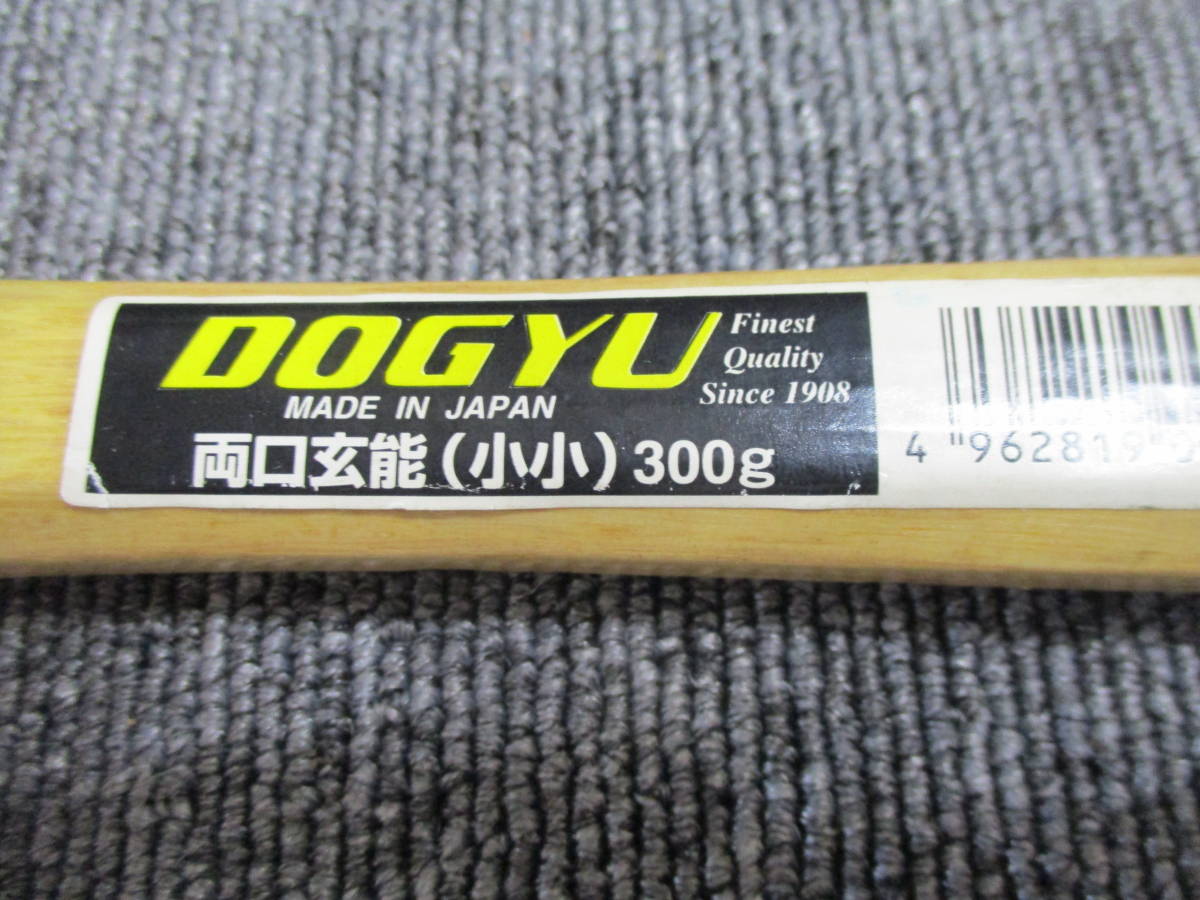 DOGYU
Finest
Quality
Since 1908
MADE IN JAPAN
両口玄能(小小)300g
4 962819